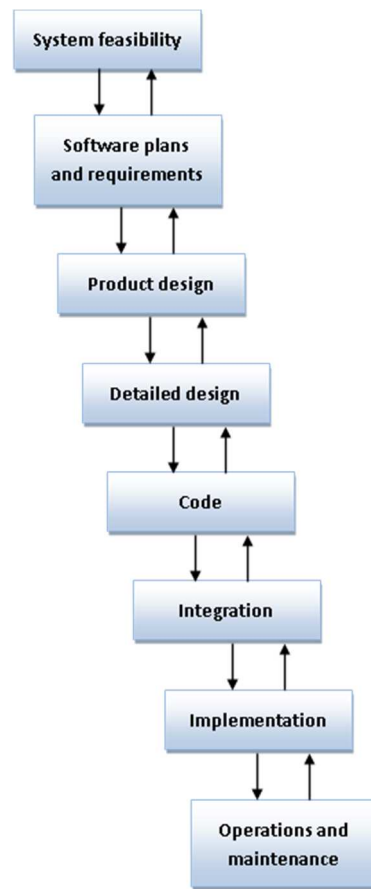 System feasibility
Software plans
and requirements
Product design
Detailed design
Code
Integration
Implementation
Operations and
maintenance